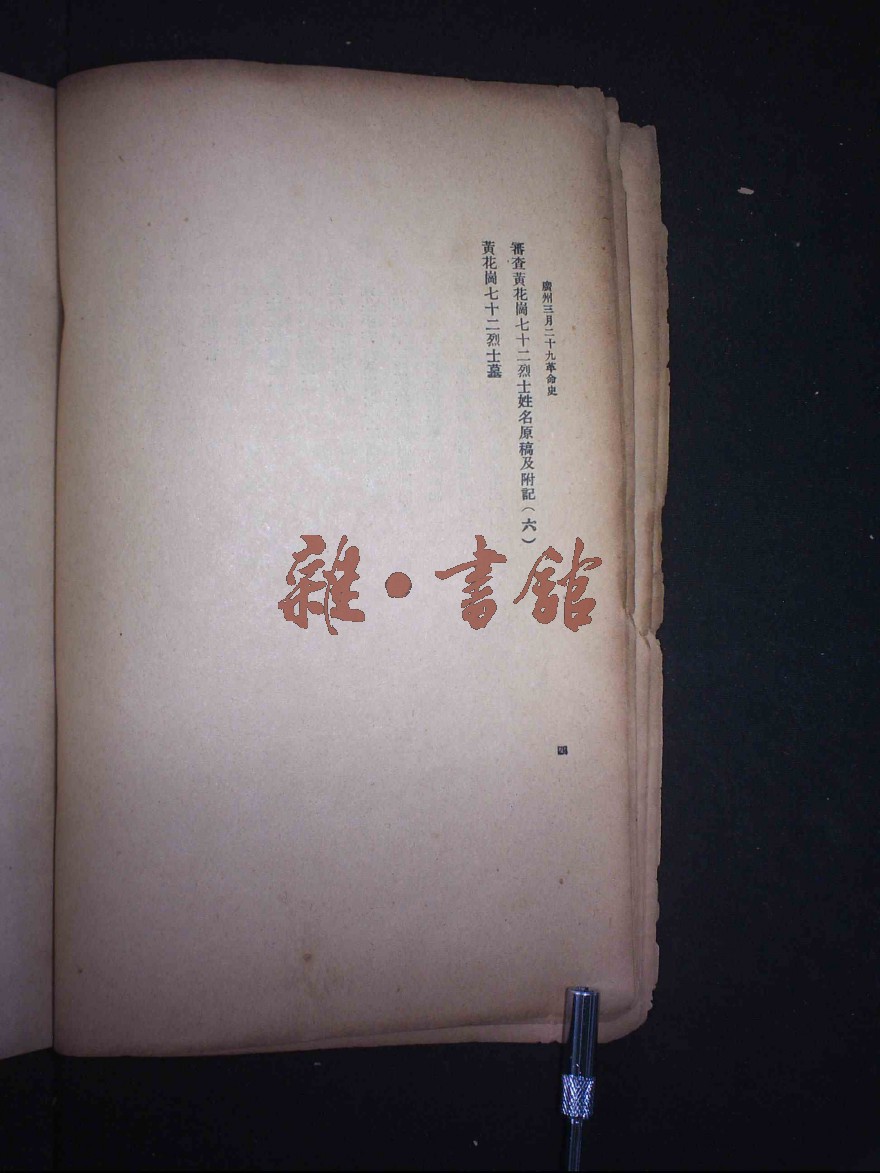 廣州三月二十九革命史
審查黃花崗七十二烈士姓名原稿及附記（六）
黃花崗七十二烈士墓
四
雜·書館